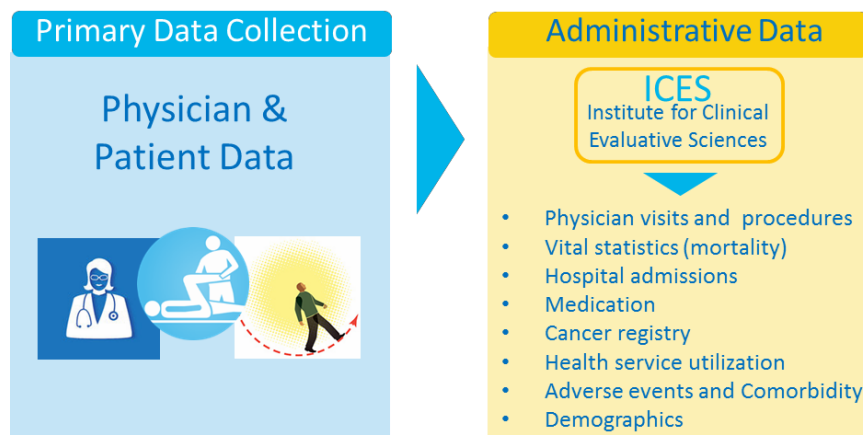 Primary Data Collection
Physician &
Patient Data
Administrative Data
ICES
Institute for Clinical
Evaluative Sciences
• Physician visits and procedures
• Vital statistics (mortality)
• Hospital admissions
• Medication
• Cancer registry
• Health service utilization
• Adverse events and Comorbidity
• Demographics